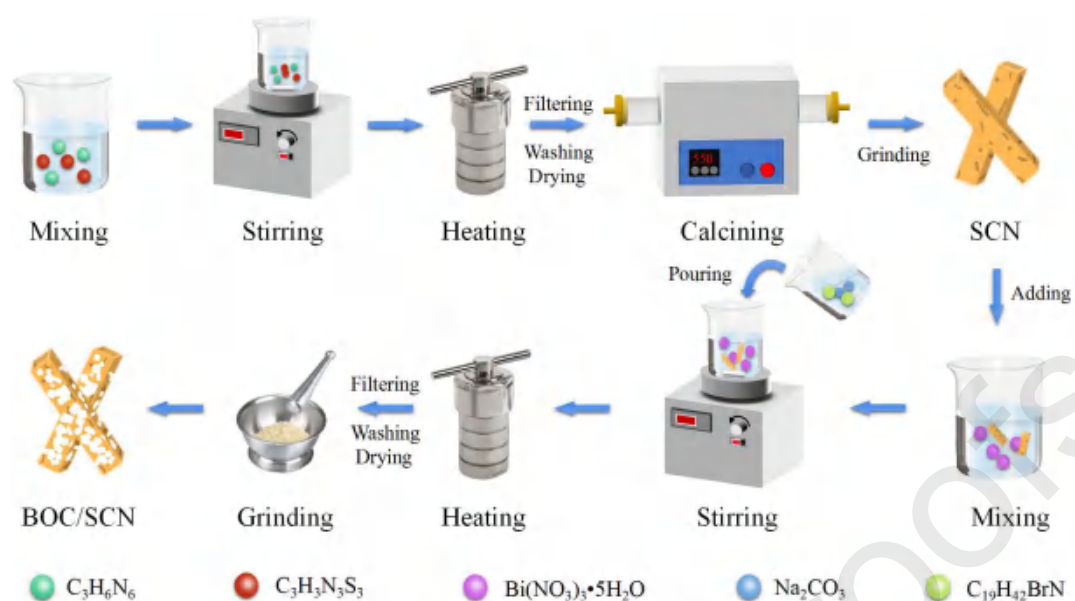 Mixing
Stirring
Heating
Filtering
Washing
Drying
550
Calcining
Grinding
SCN
Adding
Pouring
Mixing
Stirring
Heating
Filtering
Washing
Drying
Grinding
BOC/SCN
C₃H₆N₆
C₃H₃N₃S₃
Bi(NO₃)₃•5H₂O
Na₂CO₃
C₁₉H₄₂BrN